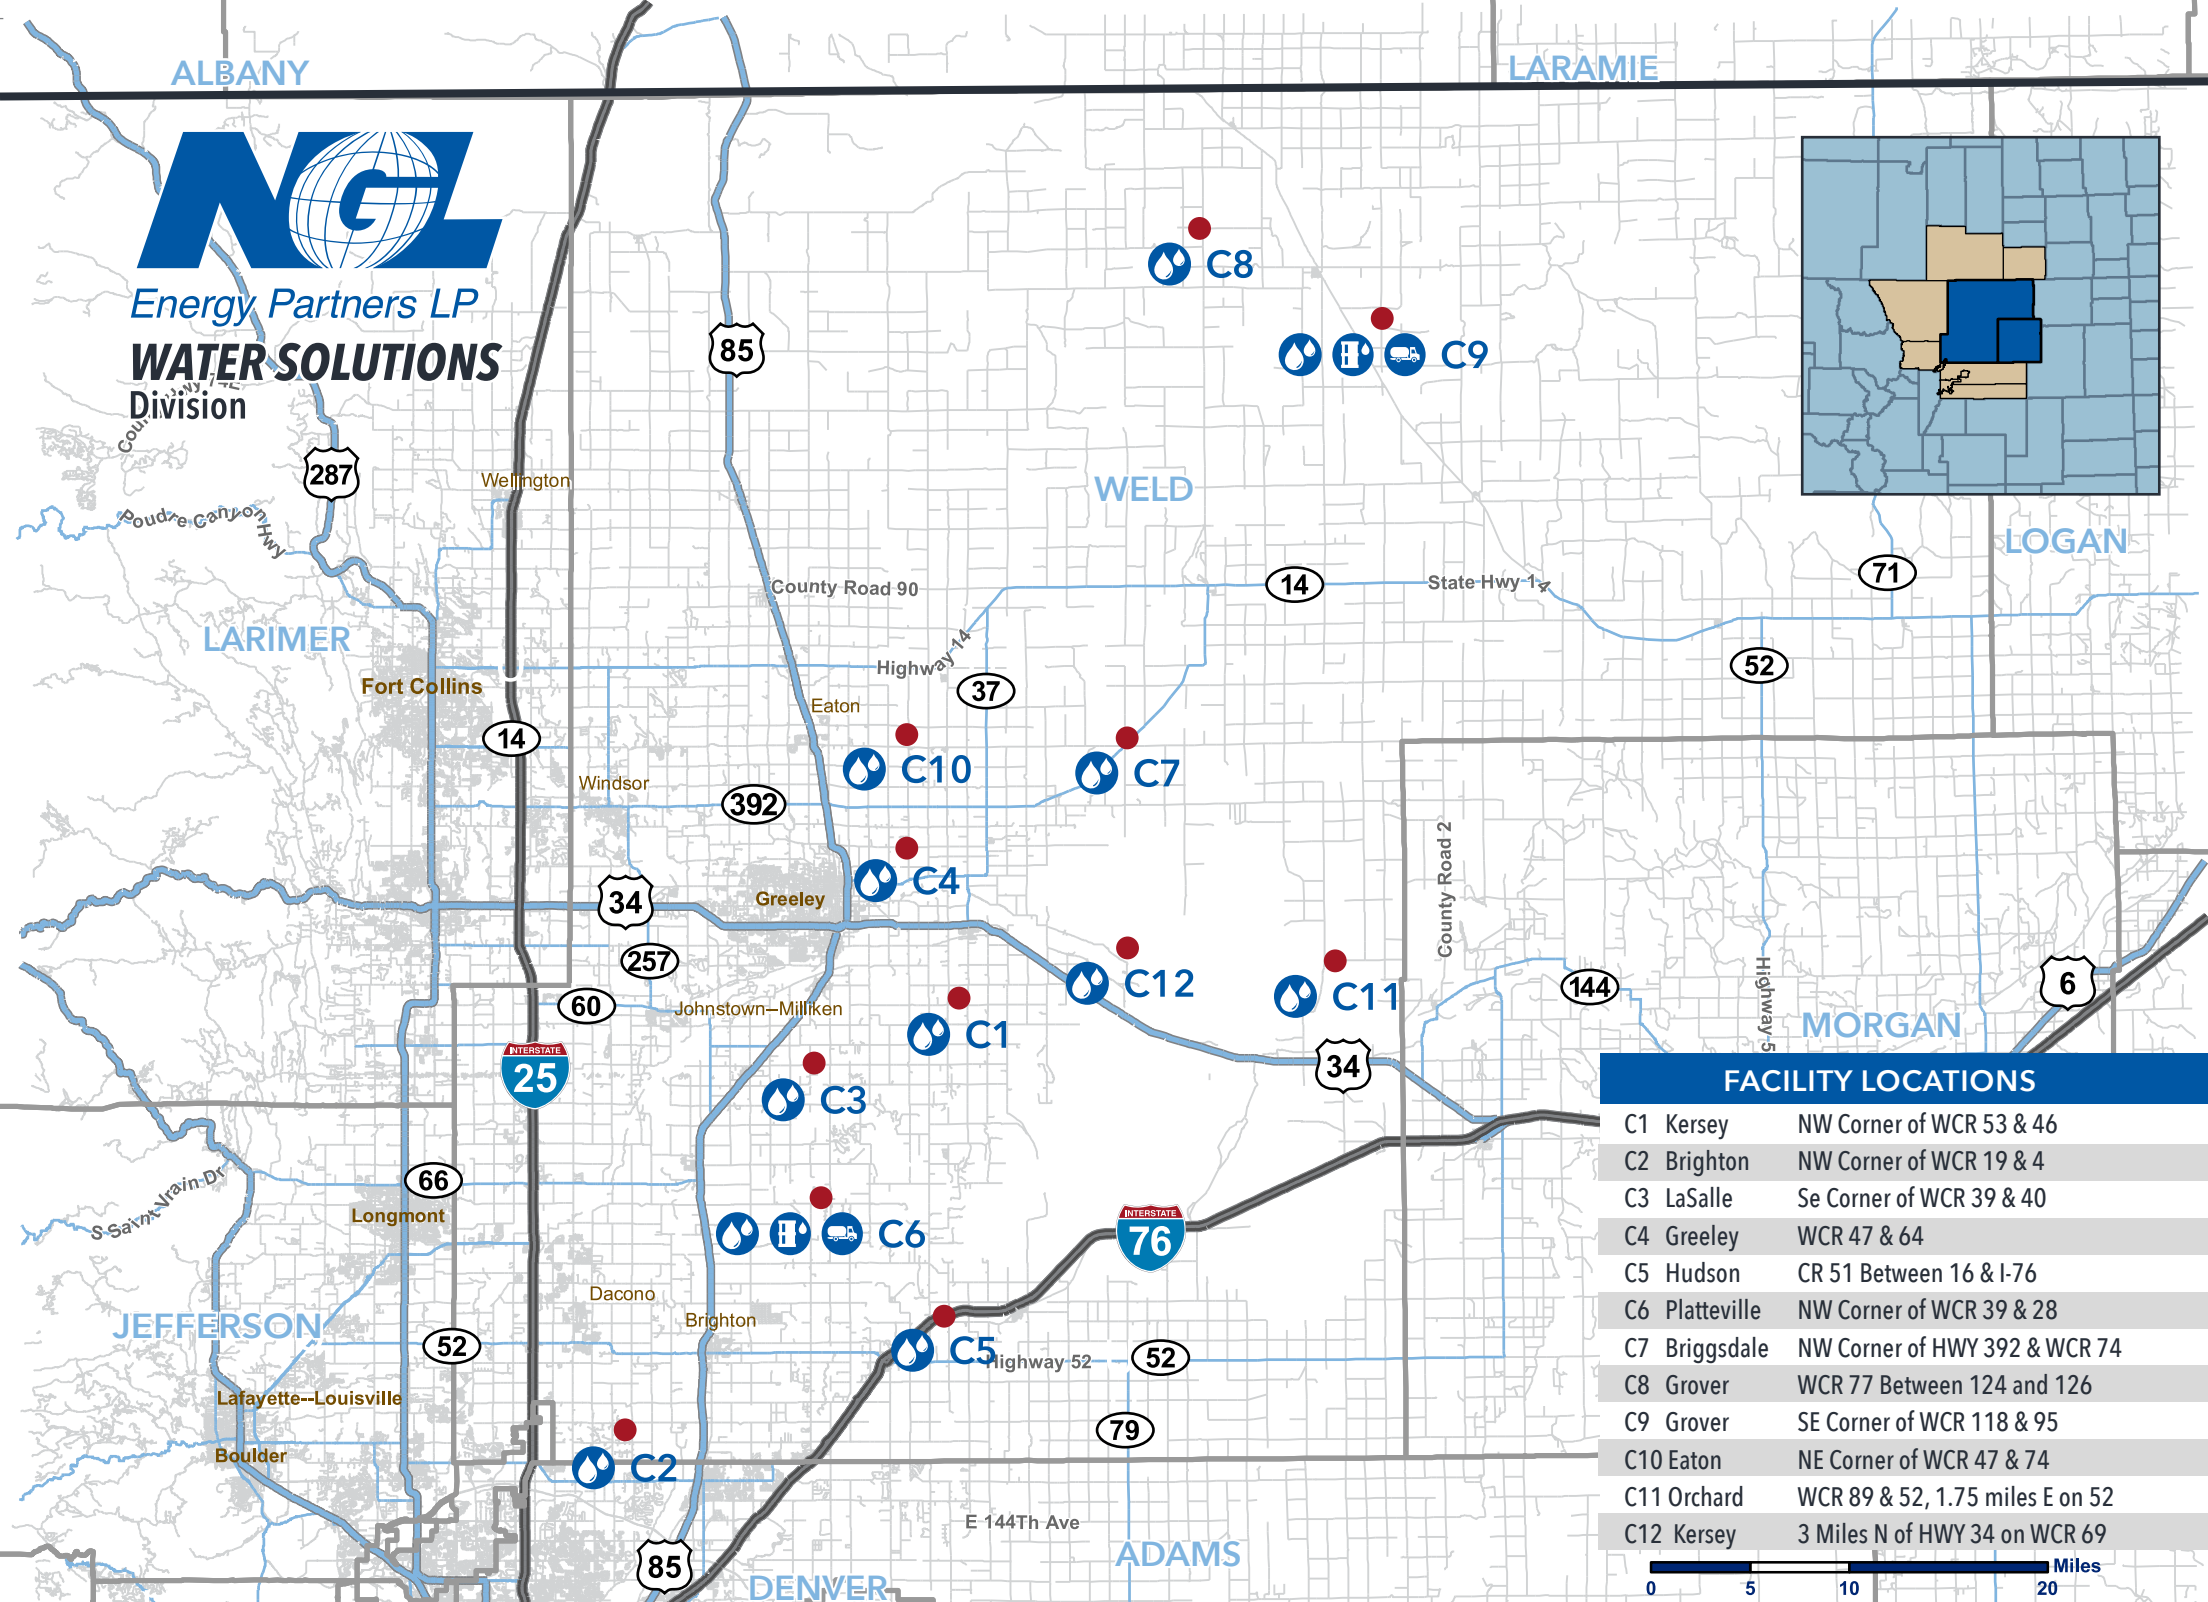 ALBANY
LARAMIE
NGL
Energy Partners LP
WATER SOLUTIONS
Division
85
C8
C9
287
Wellington
Poudre Canyon Hwy
WELD
LOGAN
County Road 90
14
State Hwy 14
71
LARIMER
Highway 14
52
Fort Collins
37
Eaton
14
C10
C7
Windsor
392
County Road 2
C4
34
Greeley
257
C12
C11
144
6
60
Johnstown–Milliken
C1
Highway 5
MORGAN
INTERSTATE
25
34
C3
66
S Saint Vrain Dr
Longmont
C6
INTERSTATE
76
Dacono
JEFFERSON
Brighton
52
C5
Highway 52
52
Lafayette--Louisville
79
Boulder
C2
E 144Th Ave
85
ADAMS
DENVER
FACILITY LOCATIONS
C1 Kersey NW Corner of WCR 53 & 46
C2 Brighton NW Corner of WCR 19 & 4
C3 LaSalle Se Corner of WCR 39 & 40
C4 Greeley WCR 47 & 64
C5 Hudson CR 51 Between 16 & I-76
C6 Platteville NW Corner of WCR 39 & 28
C7 Briggsdale NW Corner of HWY 392 & WCR 74
C8 Grover WCR 77 Between 124 and 126
C9 Grover SE Corner of WCR 118 & 95
C10 Eaton NE Corner of WCR 47 & 74
C11 Orchard WCR 89 & 52, 1.75 miles E on 52
C12 Kersey 3 Miles N of HWY 34 on WCR 69
Miles
0 5 10 20